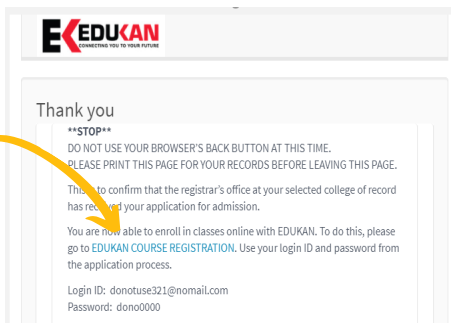 EK EDUKAN
CONNECTING YOU TO YOUR FUTURE
Thank you
**STOP**
DO NOT USE YOUR BROWSER'S BACK BUTTON AT THIS TIME.
PLEASE PRINT THIS PAGE FOR YOUR RECORDS BEFORE LEAVING THIS PAGE.
This to confirm that the registrar's office at your selected college of record
has received your application for admission.
You are now able to enroll in classes online with EDUKAN. To do this, please
go to EDUKAN COURSE REGISTRATION. Use your login ID and password from
the application process.
Login ID: donotuse321@nomail.com
Password: dono0000